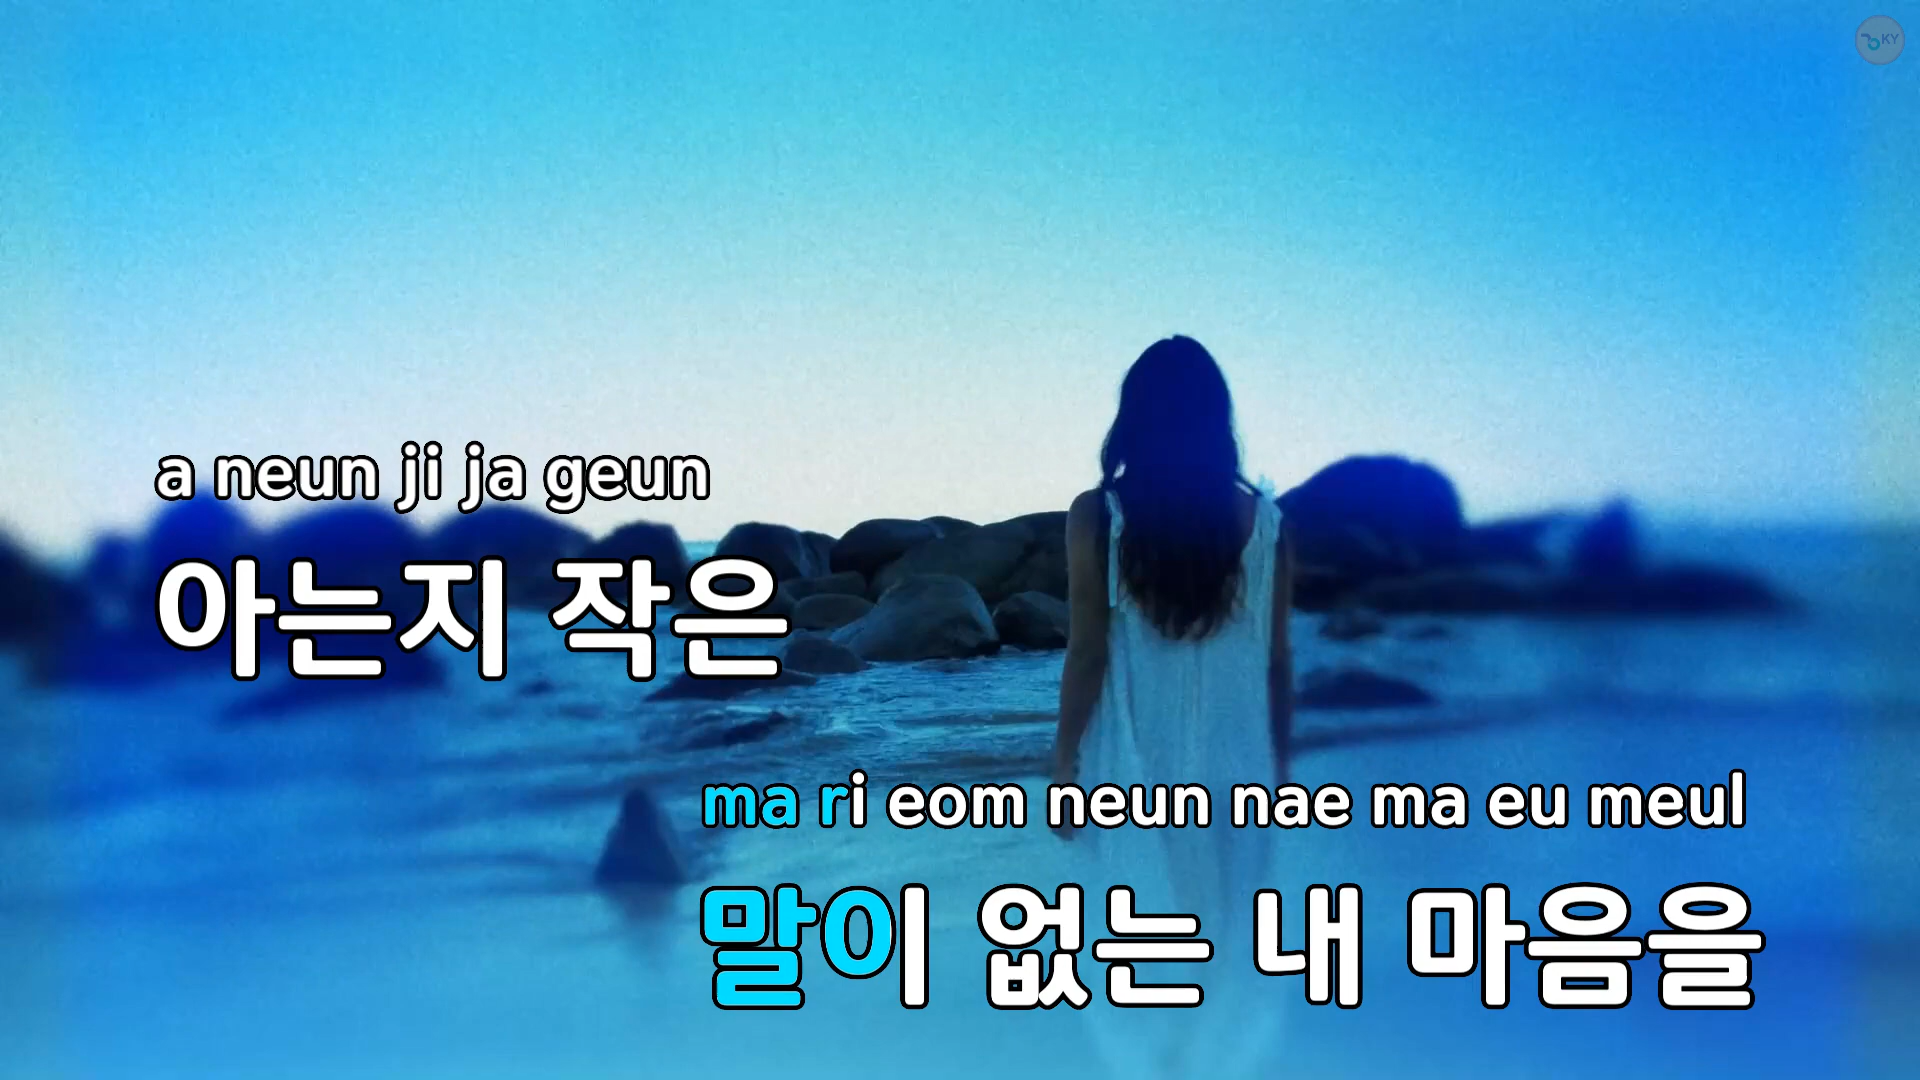 KY
a neun ji ja geun
아는지 작은
ma ri eom neun nae ma eu meul
말이 없는 내 마음을